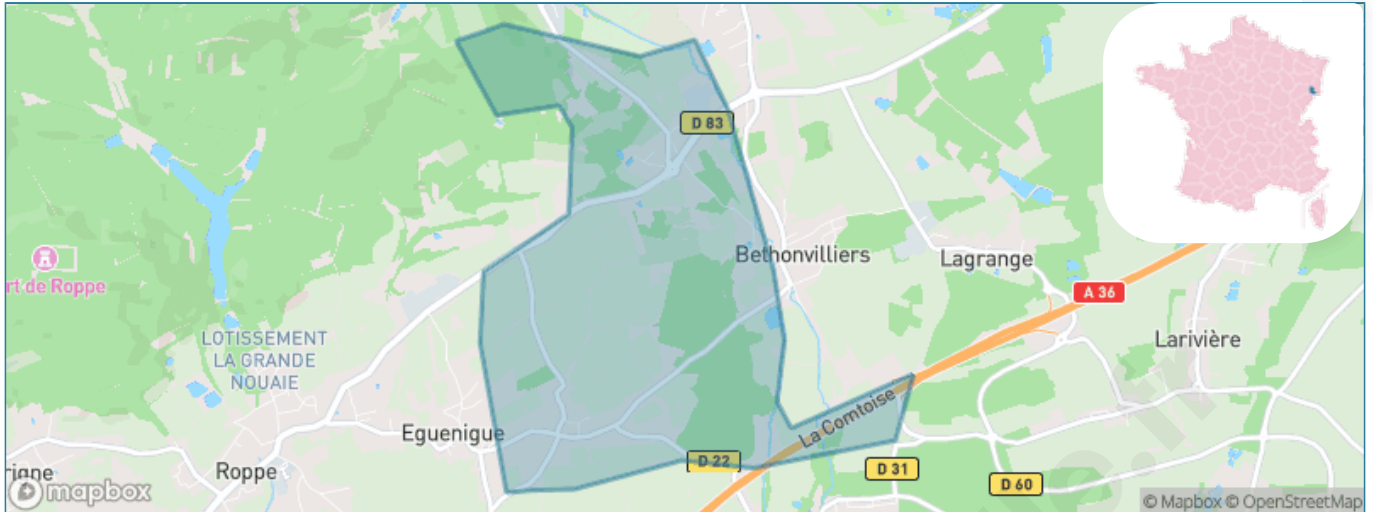 D 83
Bethonvilliers
Lagrange
A 36
rt de Roppe
LOTISSEMENT
LA GRANDE
NOUAIE
Larivière
La Comtoise
Eguenigue
Roppe
rigne
D 22
D 31
D 60
mapbox
© Mapbox © OpenStreetMap